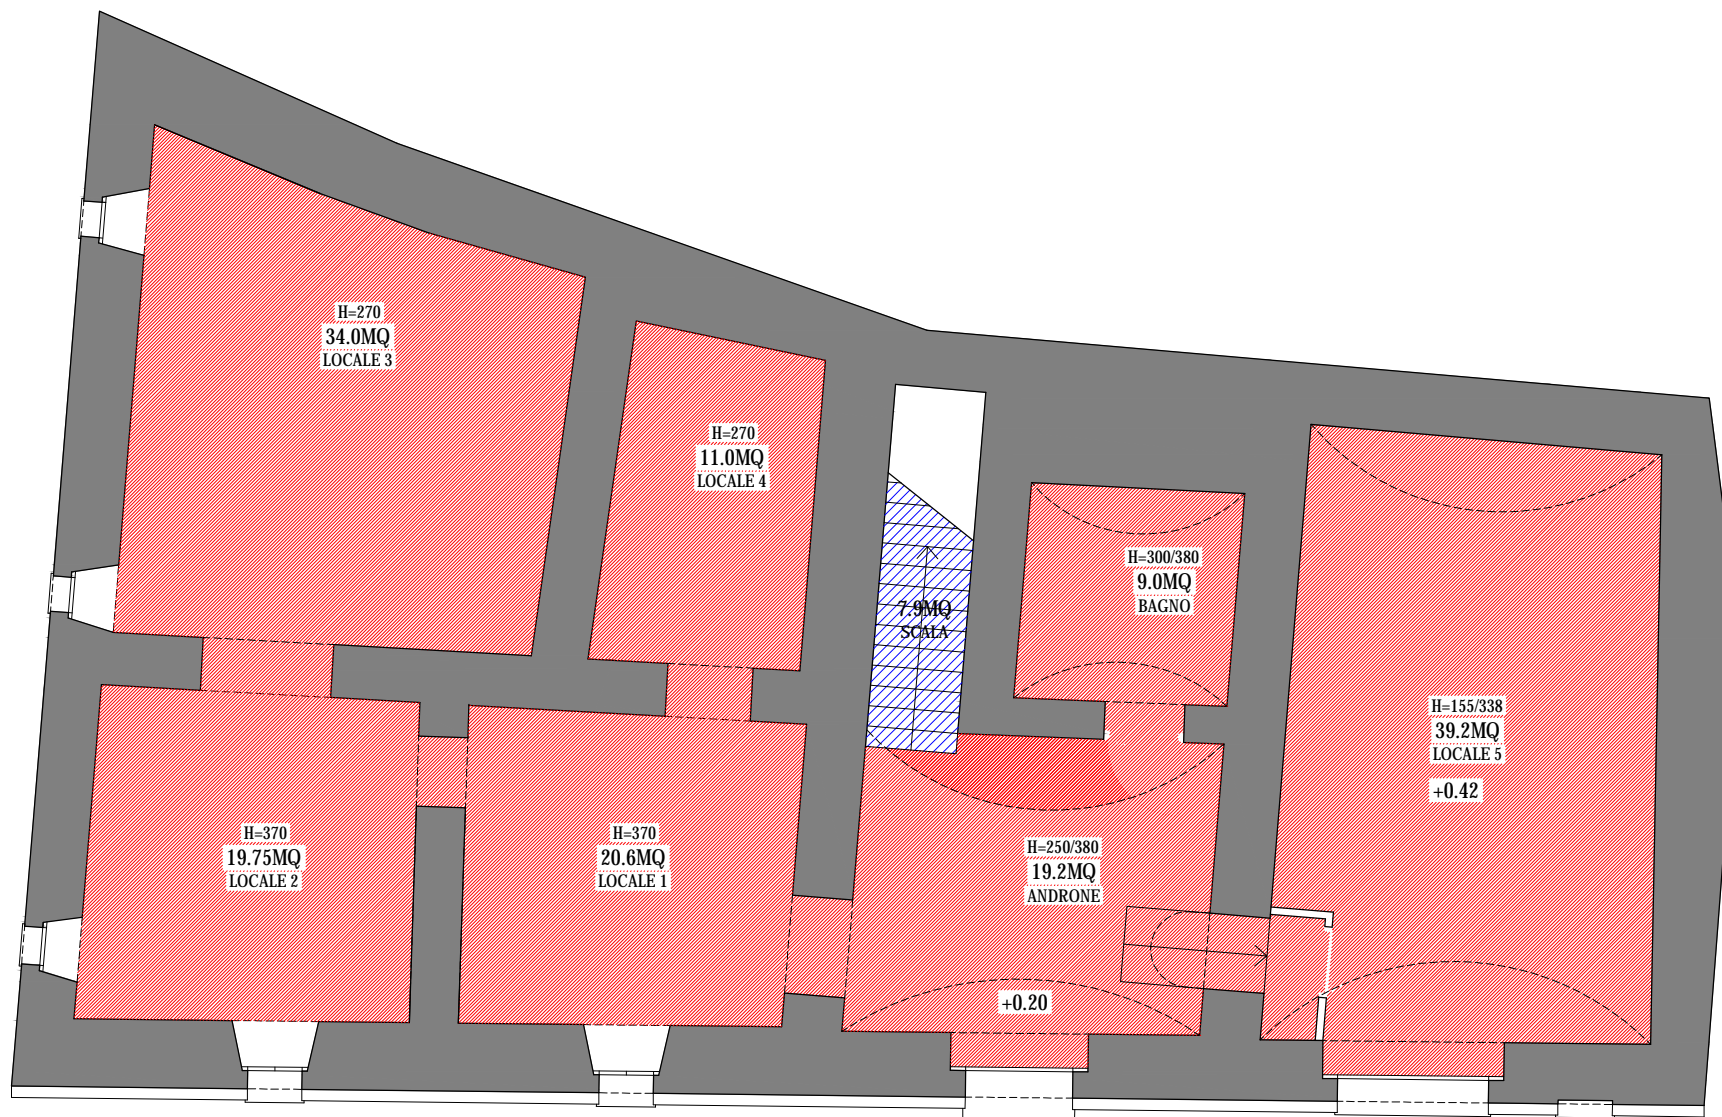 H=270
34.0MQ
LOCALE 3
H=270
11.0MQ
LOCALE 4
7.9MQ
SCALA
H=300/380
9.0MQ
BAGNO
H=155/338
39.2MQ
LOCALE 5
+0.42
H=370
19.75MQ
LOCALE 2
H=370
20.6MQ
LOCALE 1
H=250/380
19.2MQ
ANDRONE
+0.20